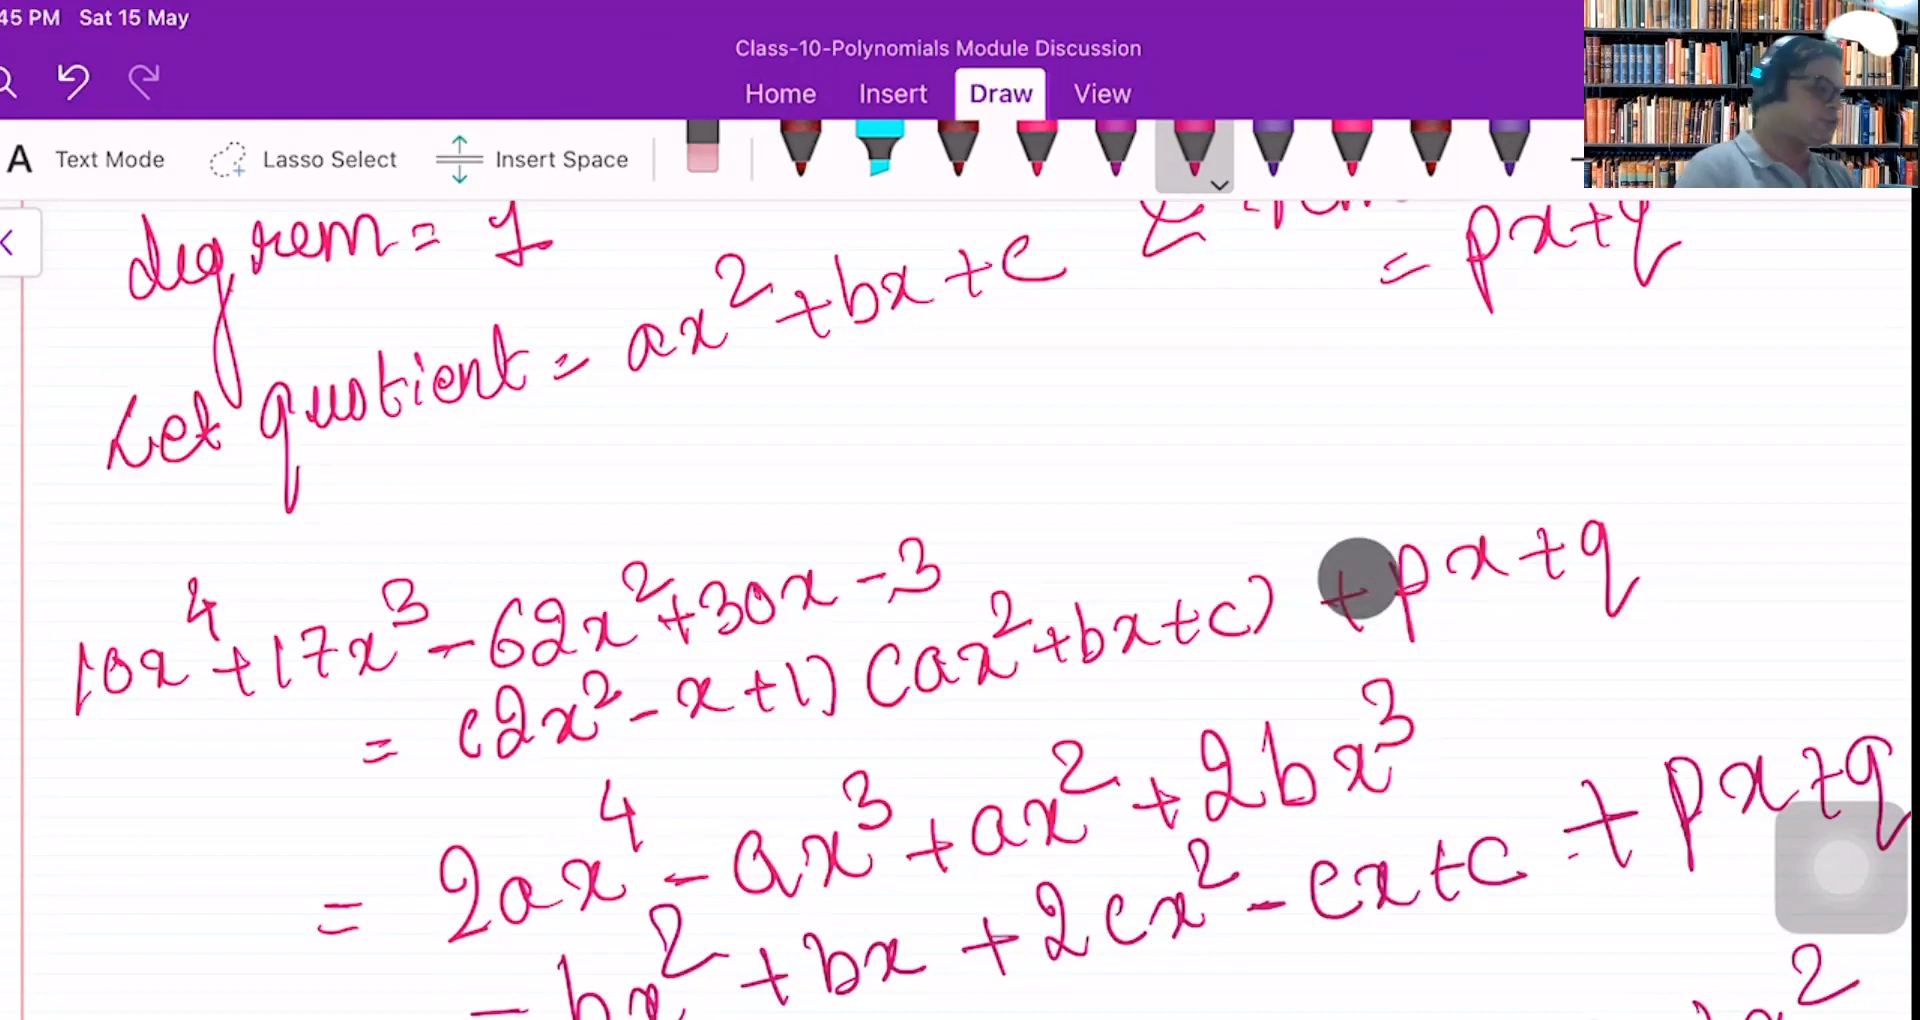 45 PM Sat 15 May
Class-10-Polynomials Module Discussion
Home Insert Draw View
A Text Mode Lasso Select Insert Space
deg rem = 1
= px+q
Let quotient = ax²+bx+c
10x⁴+17x³-62x²+30x-3
= (2x²-x+1) (ax²+bx+c) +px+q
= 2ax⁴-ax³+ax²+2bx³
-bx²+bx+2cx²-cx+c + px+q